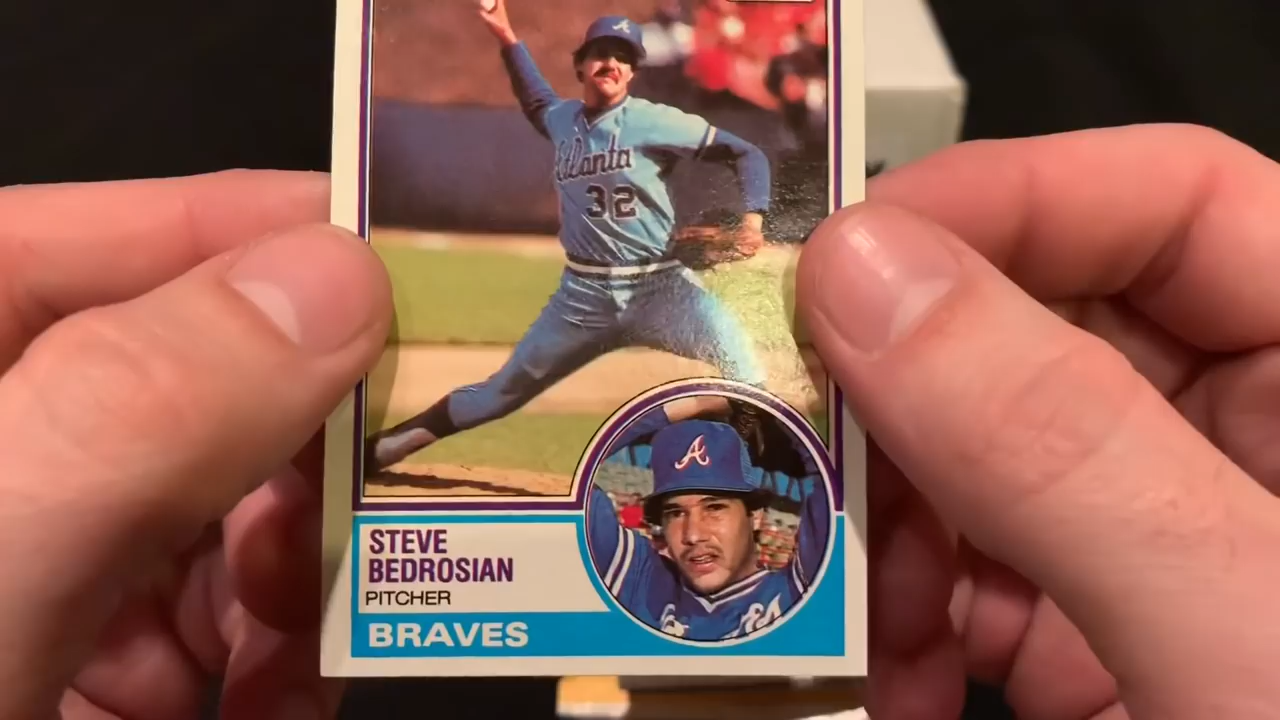 A
Atlanta
32
A
STEVE
BEDROSIAN
PITCHER
BRAVES